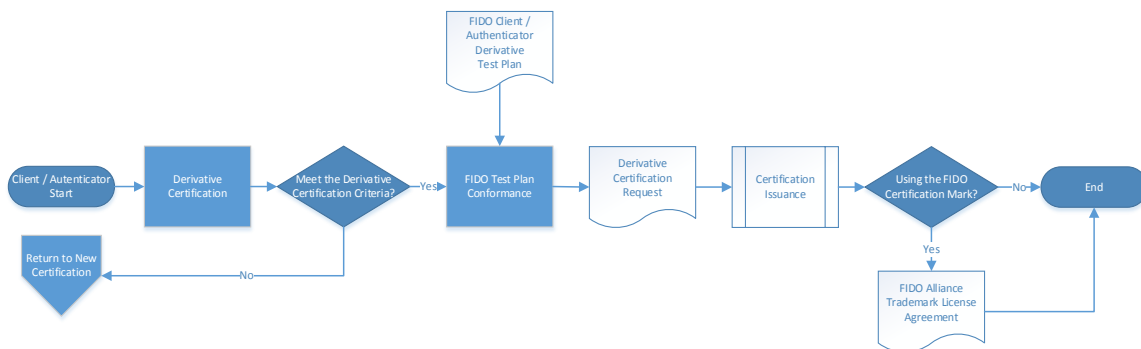 FIDO Client /
Authenticator
Derivative
Test Plan
Client / Autenticator
Start
Derivative
Certification
Meet the Derivative
Certification Criteria?
Yes
FIDO Test Plan
Conformance
Derivative
Certification
Request
Certification
Issuance
Using the FIDO
Certification Mark?
No
End
Return to New
Certification
No
Yes
FIDO Alliance
Trademark License
Agreement